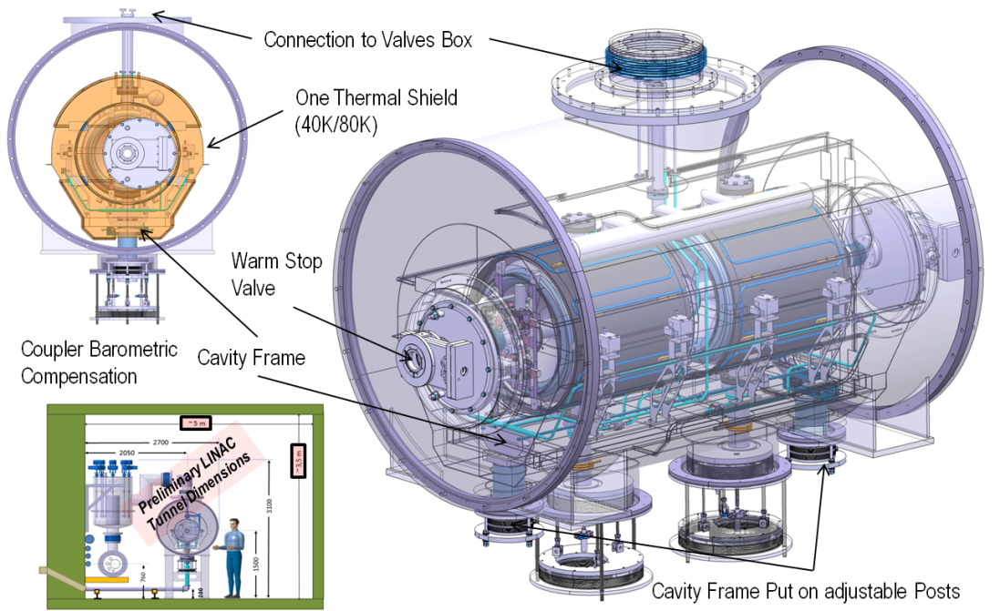 Connection to Valves Box
One Thermal Shield
(40K/80K)
Warm Stop
Valve
Coupler Barometric
Compensation
Cavity Frame
~ 5 m
2700
2050
Preliminary LINAC
Tunnel Dimensions
~3,5 m
3100
1500
760
200
Cavity Frame Put on adjustable Posts